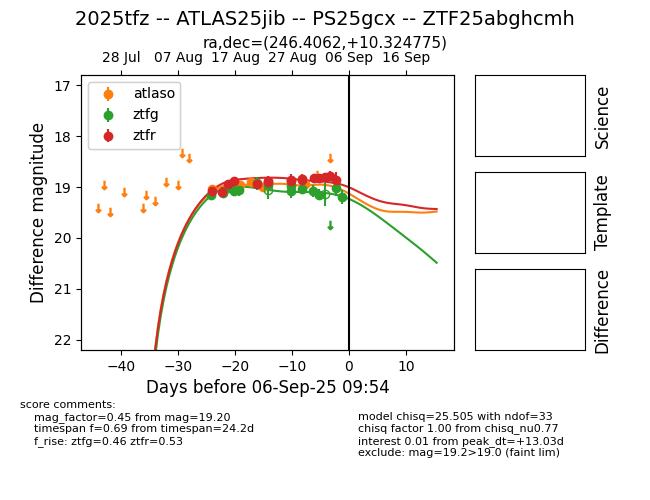 2025tfz -- ATLAS25jib -- PS25gcx -- ZTF25abghcmh
ra,dec=(246.4062,+10.324775)
28 Jul 07 Aug 17 Aug 27 Aug 06 Sep 16 Sep
atlaso
ztfg
ztfr
17
18
19
20
21
22
Difference magnitude
−40 −30 −20 −10 0 10
Days before 06-Sep-25 09:54
Science
Template
Difference
score comments:
mag_factor=0.45 from mag=19.20
timespan f=0.69 from timespan=24.2d
f_rise: ztfg=0.46 ztfr=0.53
model chisq=25.505 with ndof=33
chisq factor 1.00 from chisq_nu0.77
interest 0.01 from peak_dt=+13.03d
exclude: mag=19.2>19.0 (faint lim)